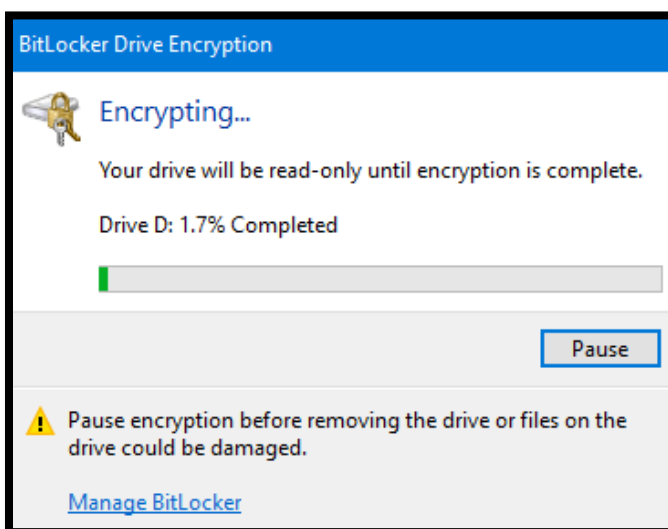 BitLocker Drive Encryption
Encrypting...
Your drive will be read-only until encryption is complete.
Drive D: 1.7% Completed
Pause
Pause encryption before removing the drive or files on the
drive could be damaged.
Manage BitLocker